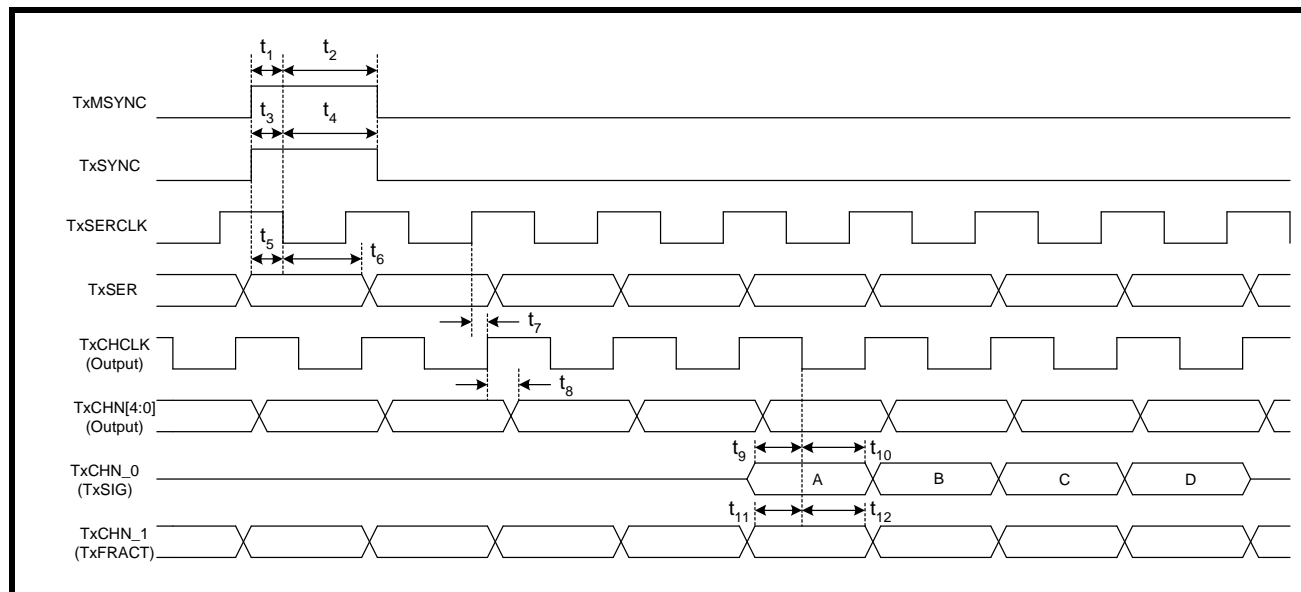 t1 t2
TxMSYNC
t3 t4
TxSYNC
TxSERCLK
t5 t6
TxSER
t7
TxCHCLK
(Output)
t8
TxCHN[4:0]
(Output)
t9 t10
TxCHN_0
(TxSIG)
A B C D
t11 t12
TxCHN_1
(TxFRACT)